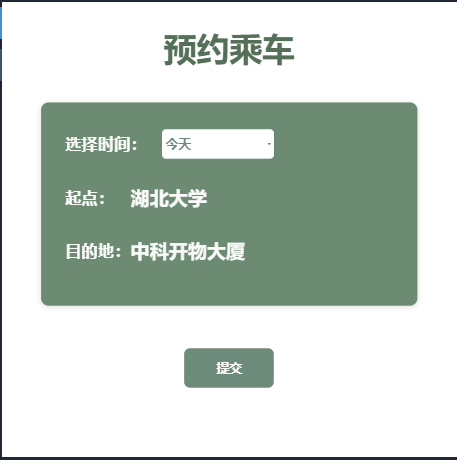 预约乘车
选择时间： 今天
起点： 湖北大学
目的地： 中科开物大厦
提交